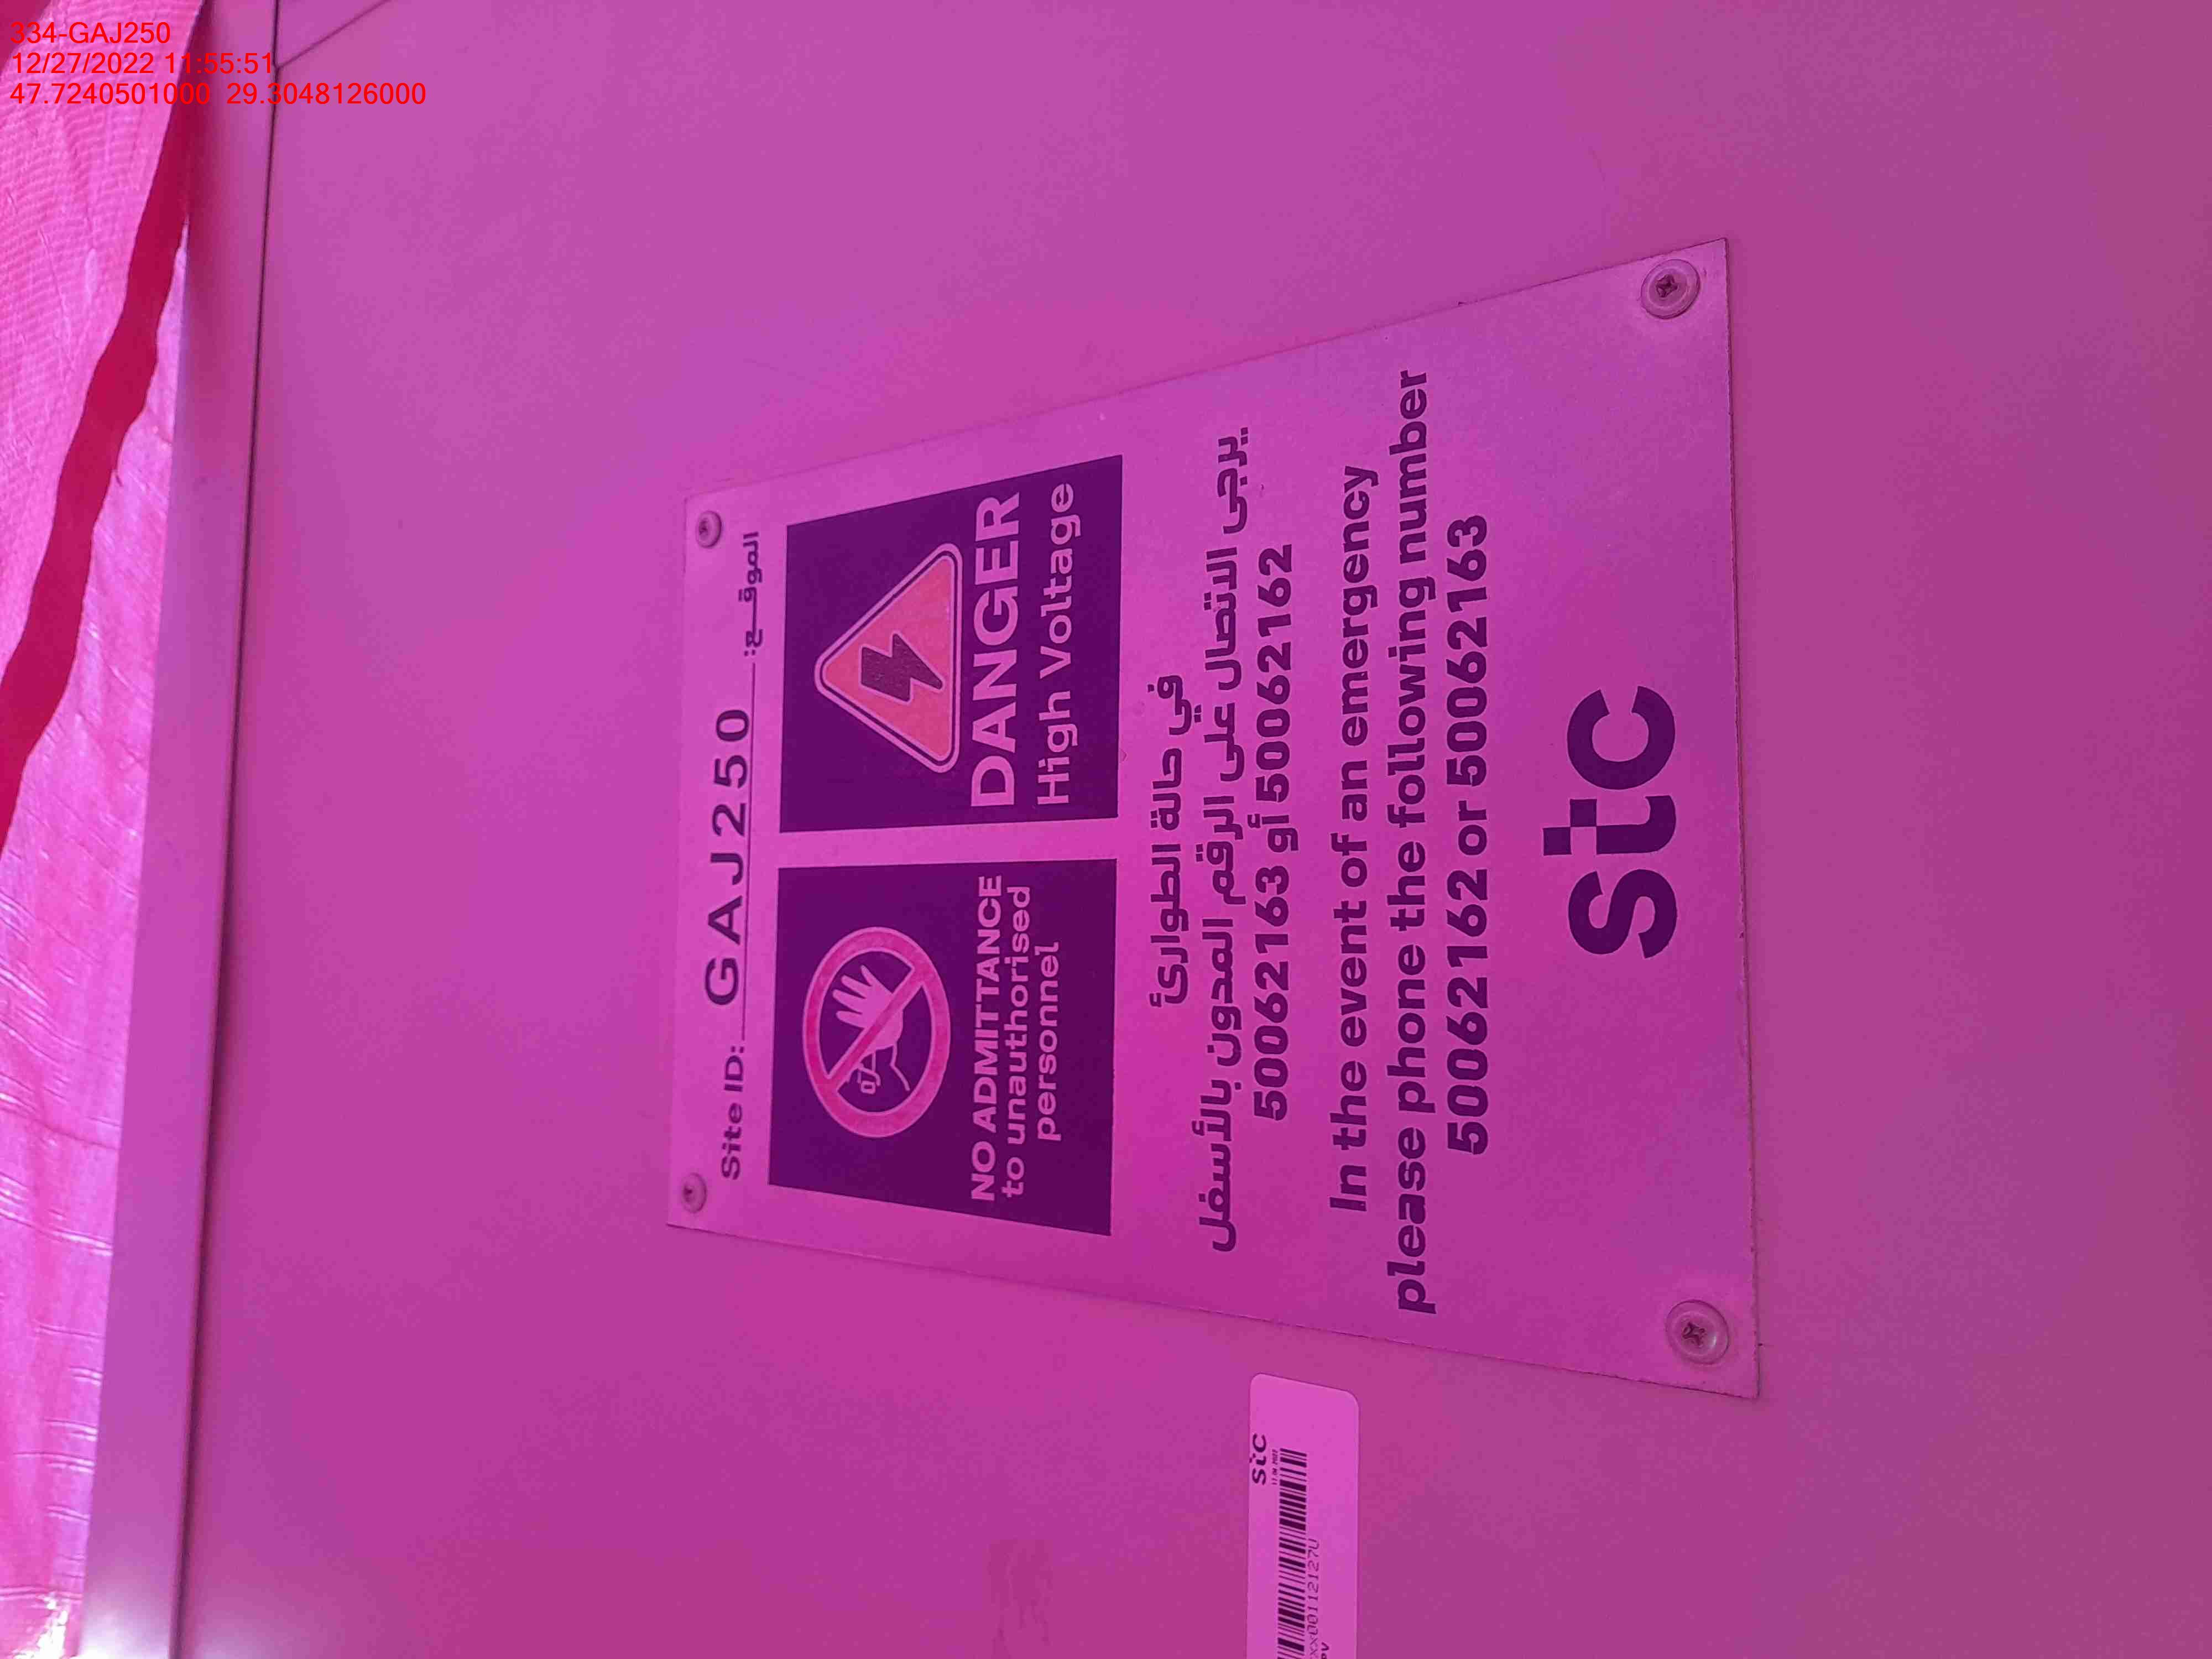 334-GAJ250
12/27/2022 11:55:51
47.7240501000 29.3048126000
Site ID: GAJ250 الموقـــع:
NO ADMITTANCE
to unauthorised
personnel
DANGER
High Voltage
في حالة الطوارئ
يرجى الاتصال على الرقم المدون بالأسفل
50062163 أو 50062162
In the event of an emergency
please phone the following number
50062162 or 50062163
stc
stc